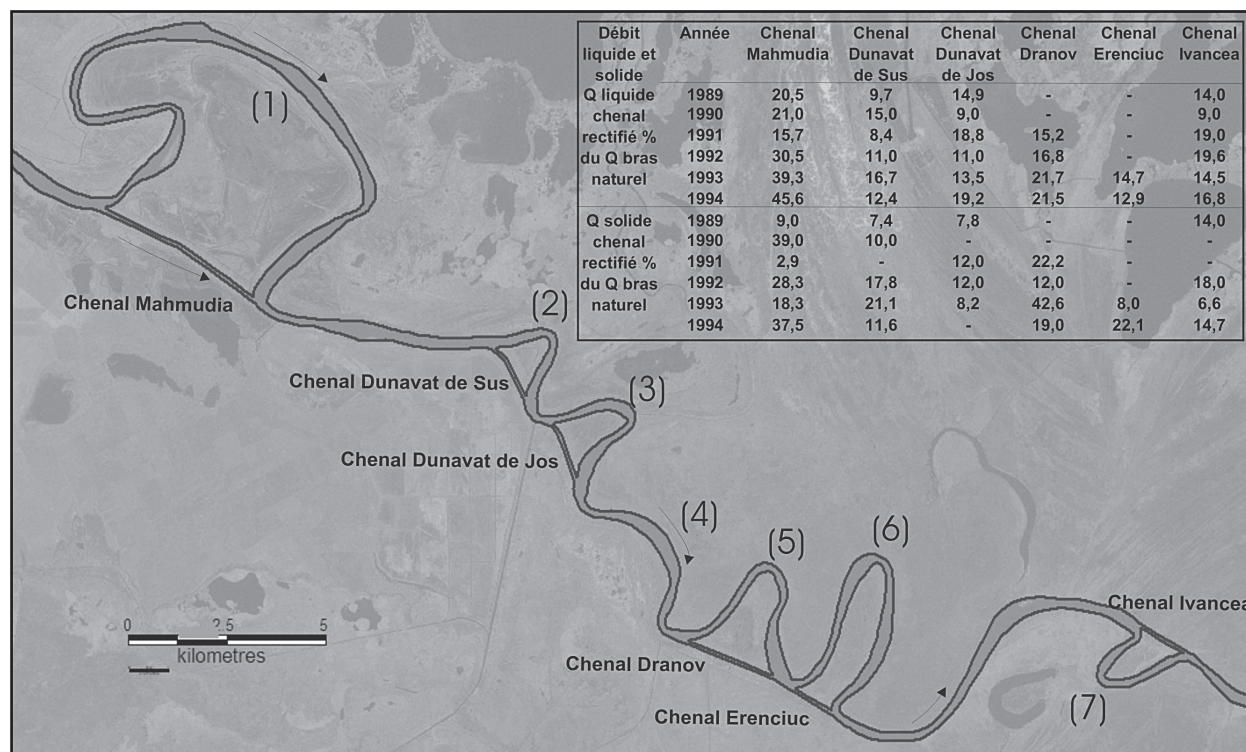 Débit Année Chenal Chenal Chenal Chenal Chenal Chenal
liquide et Mahmudia Dunavat Dunavat Dranov Erenciuc Ivancea
solide de Sus de Jos
Q liquide 1989 20,5 9,7 14,9 - - 14,0
chenal 1990 21,0 15,0 9,0 9,0
rectifié % 1991 15,7 8,4 18,8 15,2 - 19,0
du Q bras 1992 30,5 11,0 11,0 16,8 - 19,6
naturel 1993 39,3 16,7 13,5 21,7 14,7 14,5
1994 45,6 12,4 19,2 21,5 12,9 16,8
Q solide 1989 9,0 7,4 7,8 - - 14,0
chenal 1990 39,0 10,0 - - - -
rectifié % 1991 2,9 - 12,0 22,2 - -
du Q bras 1992 28,3 17,8 12,0 12,0 - 18,0
naturel 1993 18,3 21,1 8,2 42,6 8,0 6,6
1994 37,5 11,6 - 19,0 22,1 14,7
(1)
Chenal Mahmudia
(2)
Chenal Dunavat de Sus
(3)
Chenal Dunavat de Jos
(4)
(5)
(6)
Chenal Ivancea
0 2.5 5
kilometres
Chenal Dranov
(7)
Chenal Erenciuc